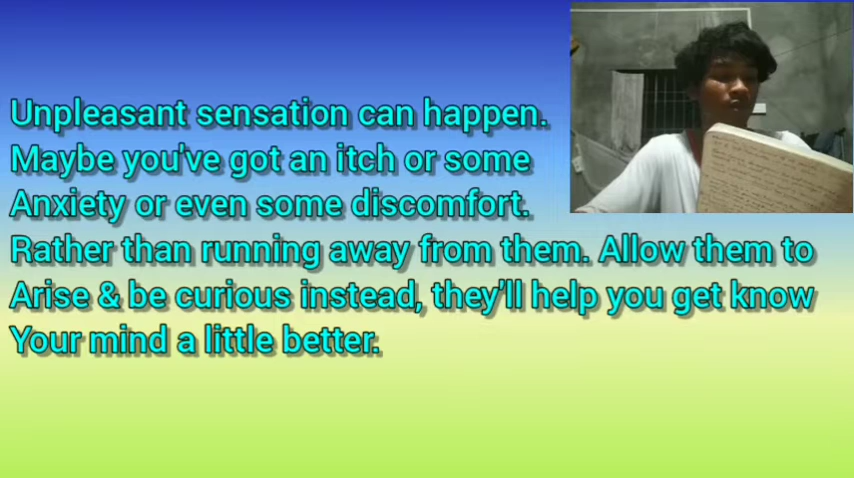 Unpleasant sensation can happen.
Maybe you've got an itch or some
Anxiety or even some discomfort.
Rather than running away from them. Allow them to
Arise & be curious instead, they'll help you get know
Your mind a little better.